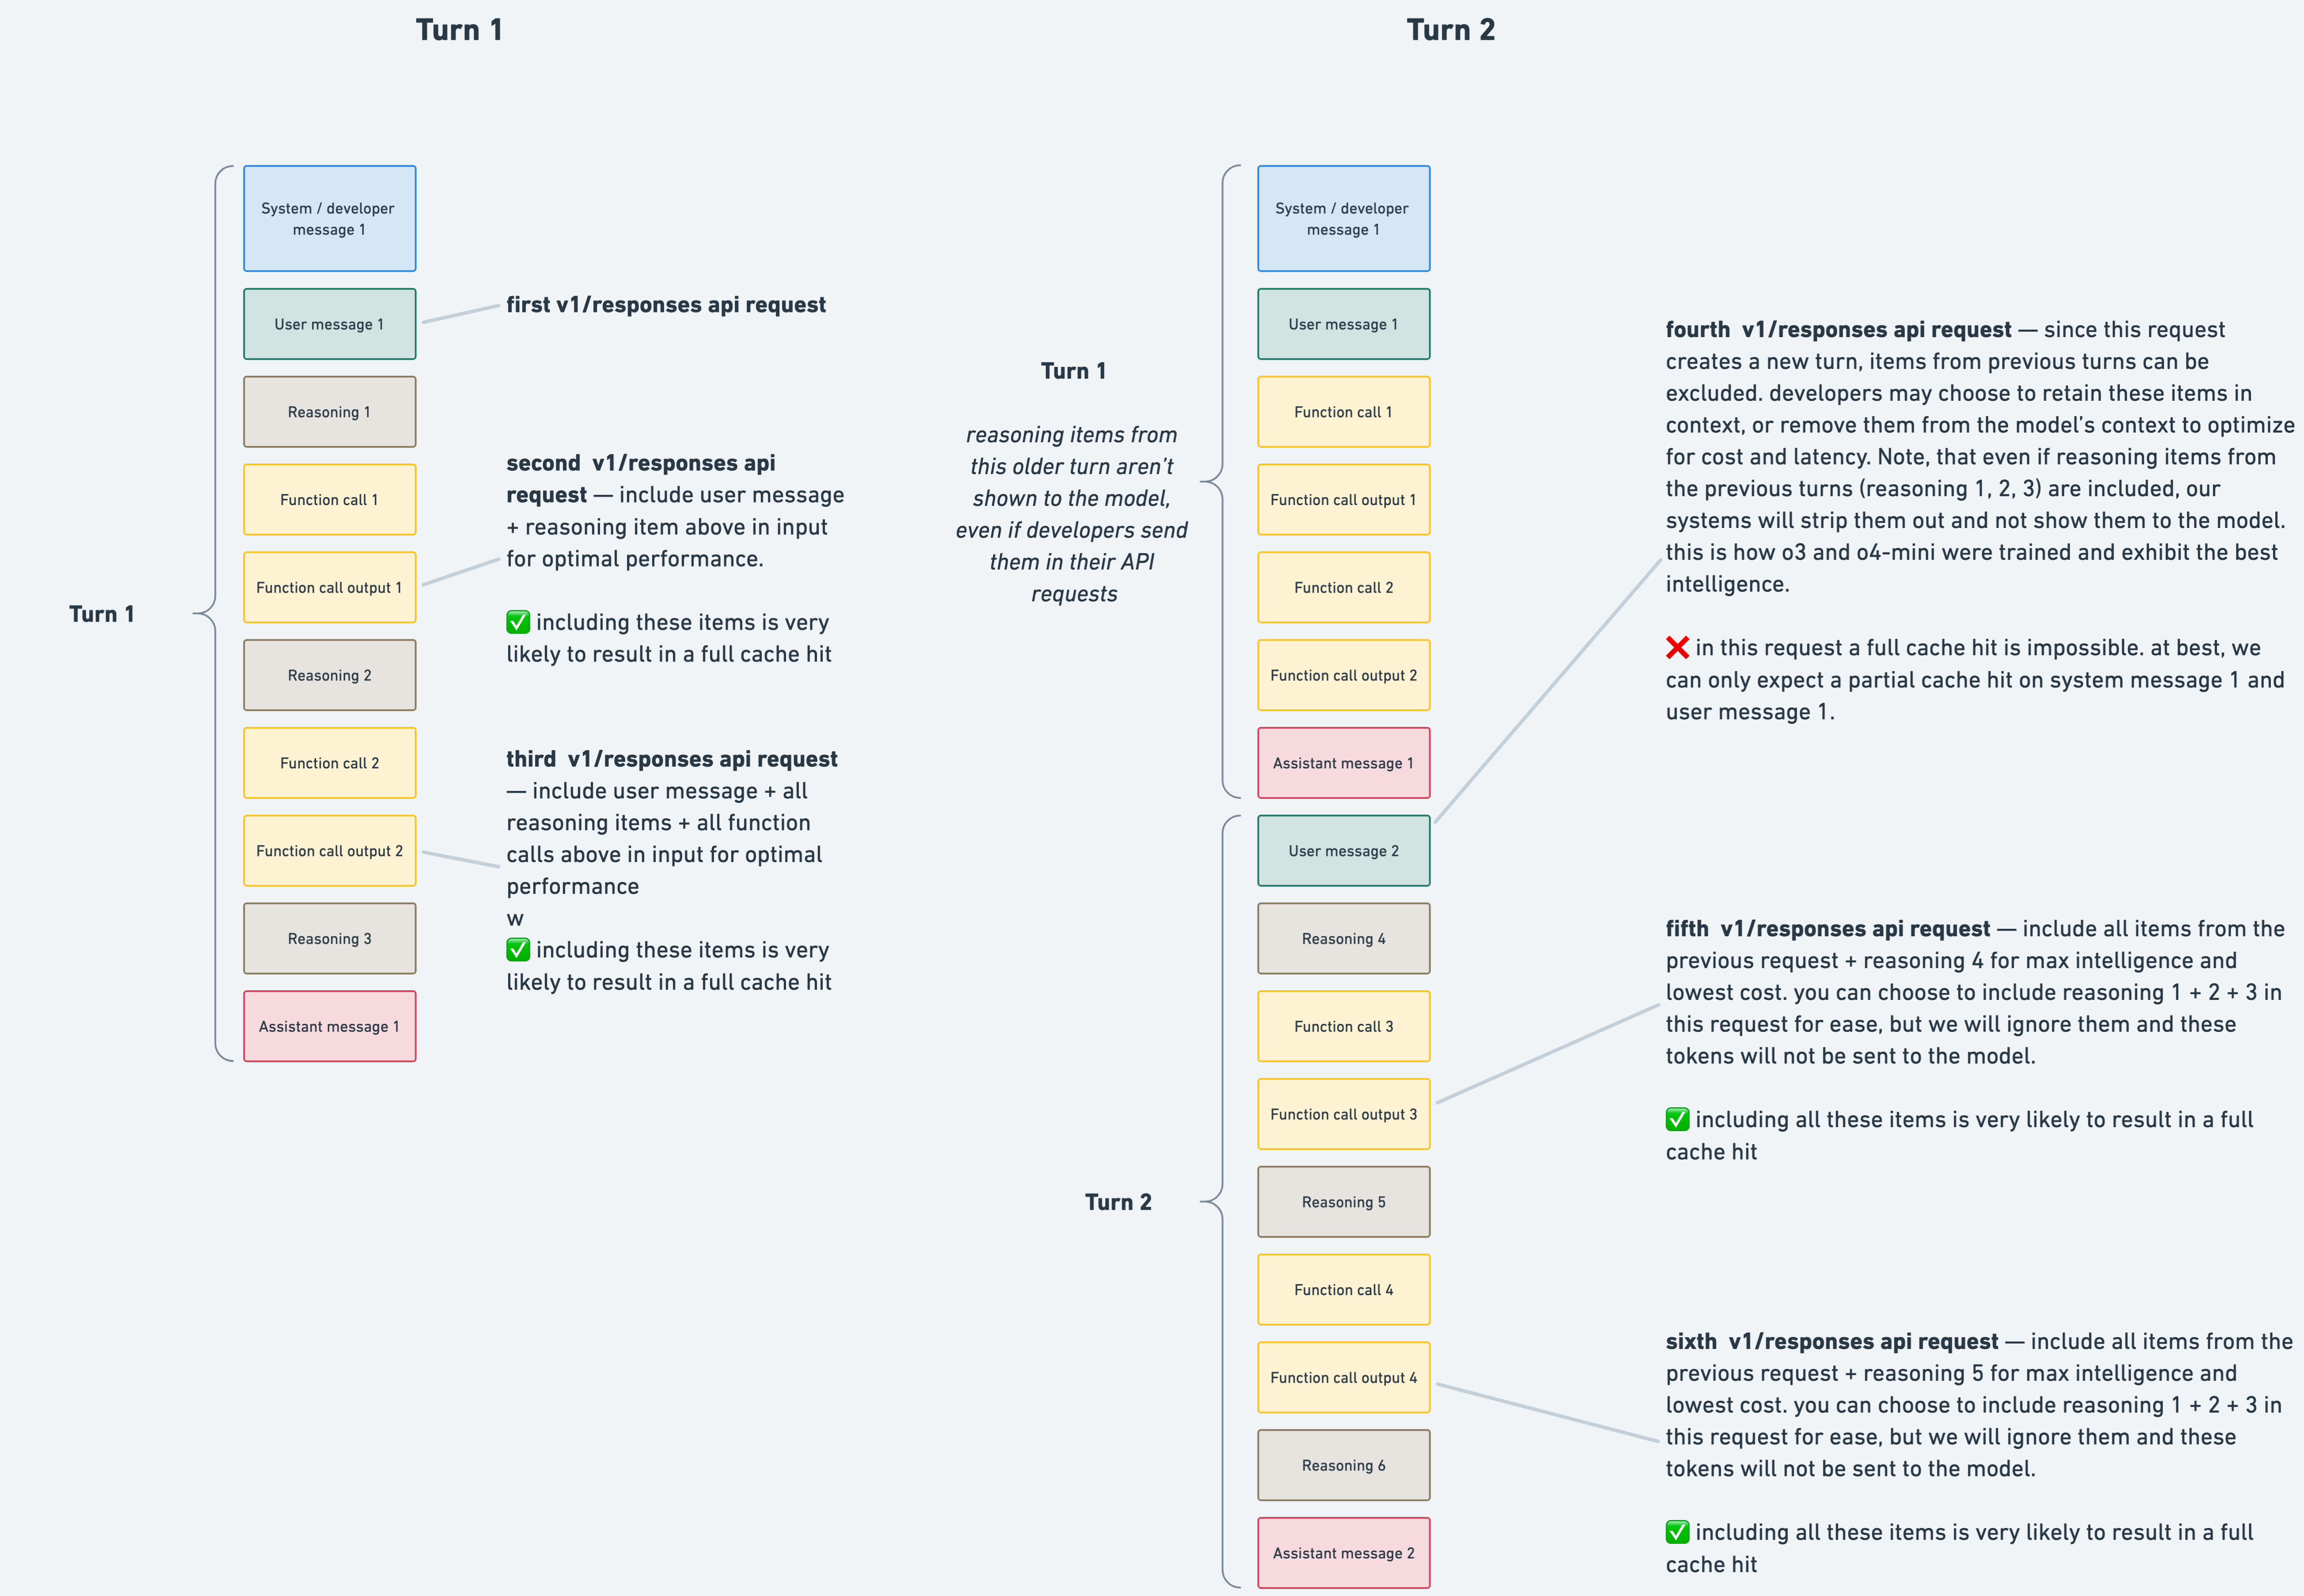 Turn 1
System / developer
message 1
User message 1
Reasoning 1
Function call 1
Function call output 1
Reasoning 2
Function call 2
Function call output 2
Reasoning 3
Assistant message 1
Turn 1
first v1/responses api request
second  v1/responses api
request — include user message
+ reasoning item above in input
for optimal performance.
✅ including these items is very
likely to result in a full cache hit
third  v1/responses api request
— include user message + all
reasoning items + all function
calls above in input for optimal
performance
w
✅ including these items is very
likely to result in a full cache hit
Turn 2
Turn 1
reasoning items from
this older turn aren’t
shown to the model,
even if developers send
them in their API
requests
System / developer
message 1
User message 1
Function call 1
Function call output 1
Function call 2
Function call output 2
Assistant message 1
Turn 2
User message 2
Reasoning 4
Function call 3
Function call output 3
Reasoning 5
Function call 4
Function call output 4
Reasoning 6
Assistant message 2
fourth  v1/responses api request — since this request
creates a new turn, items from previous turns can be
excluded. developers may choose to retain these items in
context, or remove them from the model’s context to optimize
for cost and latency. Note, that even if reasoning items from
the previous turns (reasoning 1, 2, 3) are included, our
systems will strip them out and not show them to the model.
this is how o3 and o4-mini were trained and exhibit the best
intelligence.
❌ in this request a full cache hit is impossible. at best, we
can only expect a partial cache hit on system message 1 and
user message 1.
fifth  v1/responses api request — include all items from the
previous request + reasoning 4 for max intelligence and
lowest cost. you can choose to include reasoning 1 + 2 + 3 in
this request for ease, but we will ignore them and these
tokens will not be sent to the model.
✅ including all these items is very likely to result in a full
cache hit
sixth  v1/responses api request — include all items from the
previous request + reasoning 5 for max intelligence and
lowest cost. you can choose to include reasoning 1 + 2 + 3 in
this request for ease, but we will ignore them and these
tokens will not be sent to the model.
✅ including all these items is very likely to result in a full
cache hit